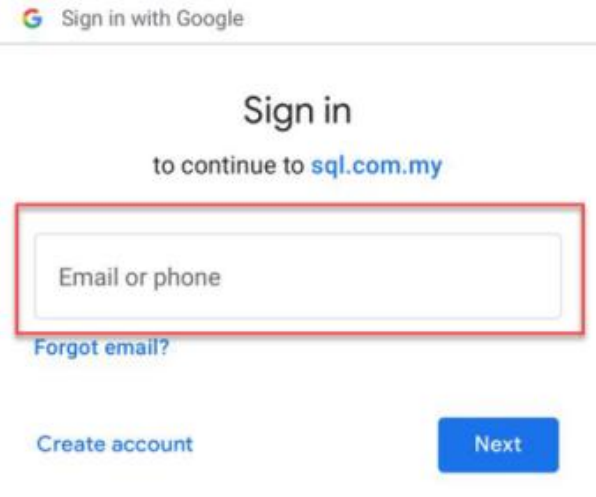 Sign in with Google
Sign in
to continue to sql.com.my
Email or phone
Forgot email?
Create account
Next